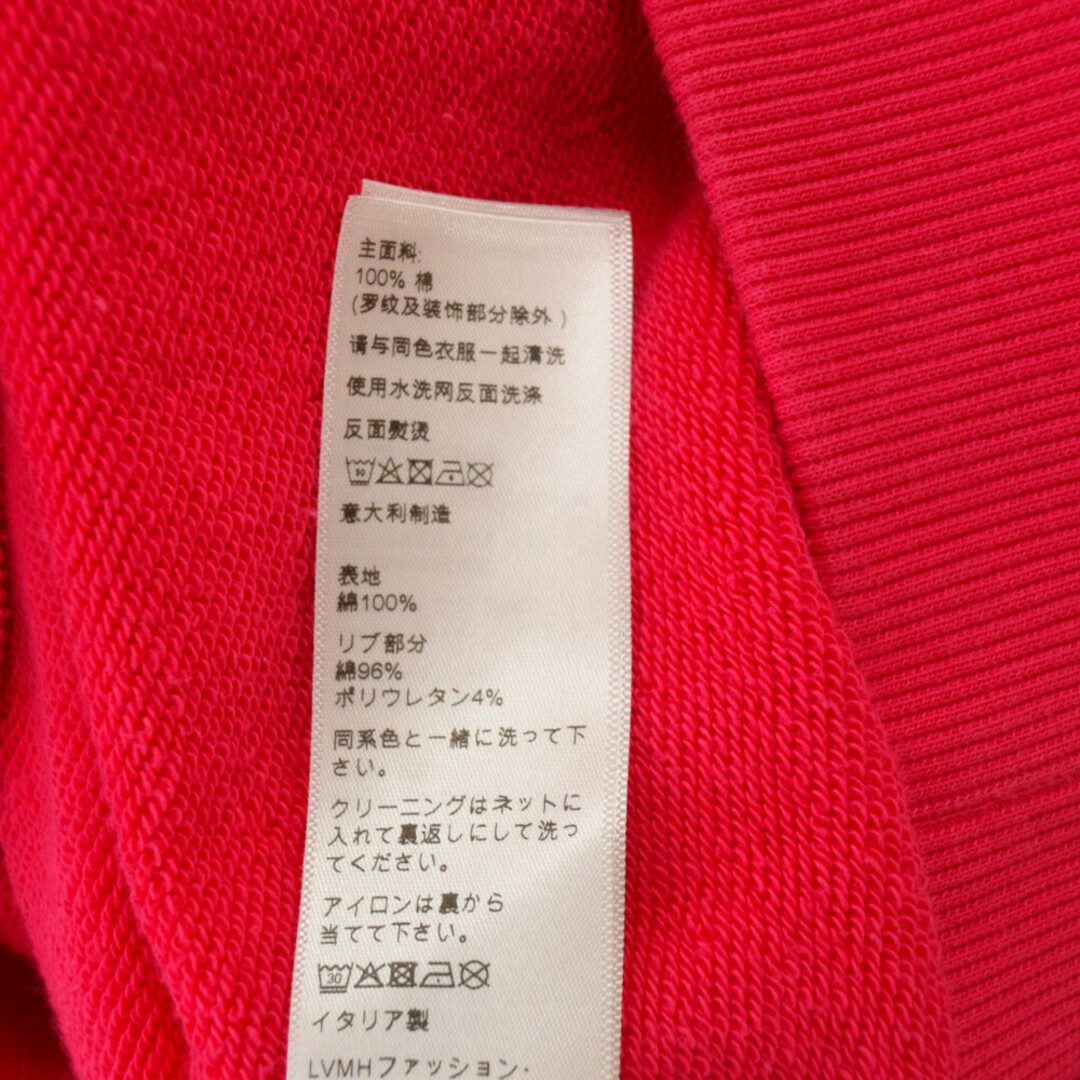 主面料:
100% 棉
(罗纹及装饰部分除外 )
请与同色衣服一起清洗
使用水洗网反面洗涤
反面熨烫
30
意大利制造
表地
綿100%
リブ部分
綿96%
ポリウレタン4%
同系色と一緒に洗って下
さい。
クリーニングはネットに
入れて裏返しにして洗っ
てください。
アイロンは裏から
当てて下さい。
30
イタリア製
LVMHファッション·